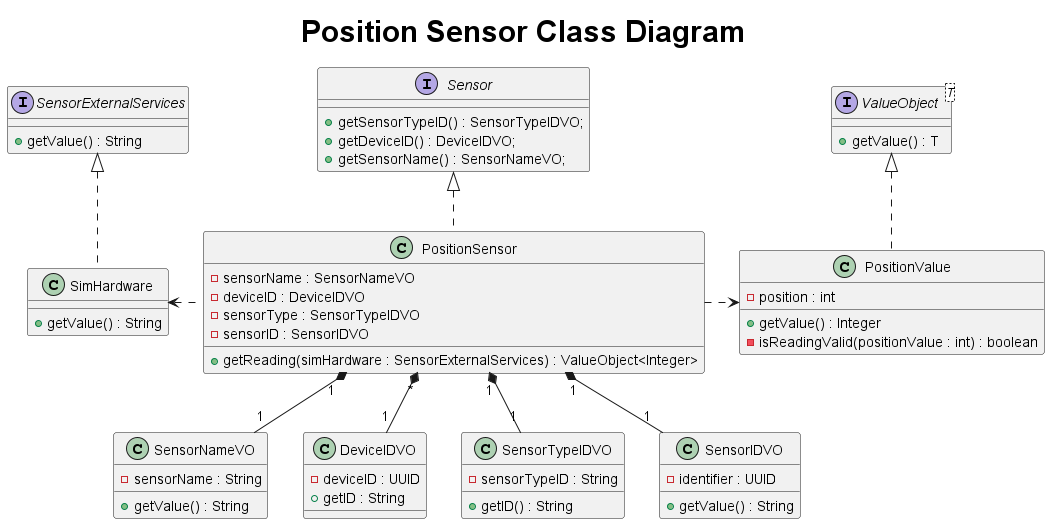 Position Sensor Class Diagram
I SensorExternalServices
getValue() : String
I Sensor
getSensorTypeID() : SensorTypeIDVO;
getDeviceID() : DeviceIDVO;
getSensorName() : SensorNameVO;
I ValueObject T
getValue() : T
C SimHardware
getValue() : String
C PositionSensor
sensorName : SensorNameVO
deviceID : DeviceIDVO
sensorType : SensorTypeIDVO
sensorID : SensorIDVO
getReading(simHardware : SensorExternalServices) : ValueObject<Integer>
C PositionValue
position : int
getValue() : Integer
isReadingValid(positionValue : int) : boolean
1 * 1 1
1 1 1 1
C SensorNameVO
sensorName : String
getValue() : String
C DeviceIDVO
deviceID : UUID
getID : String
C SensorTypeIDVO
sensorTypeID : String
getID() : String
C SensorIDVO
identifier : UUID
getValue() : String